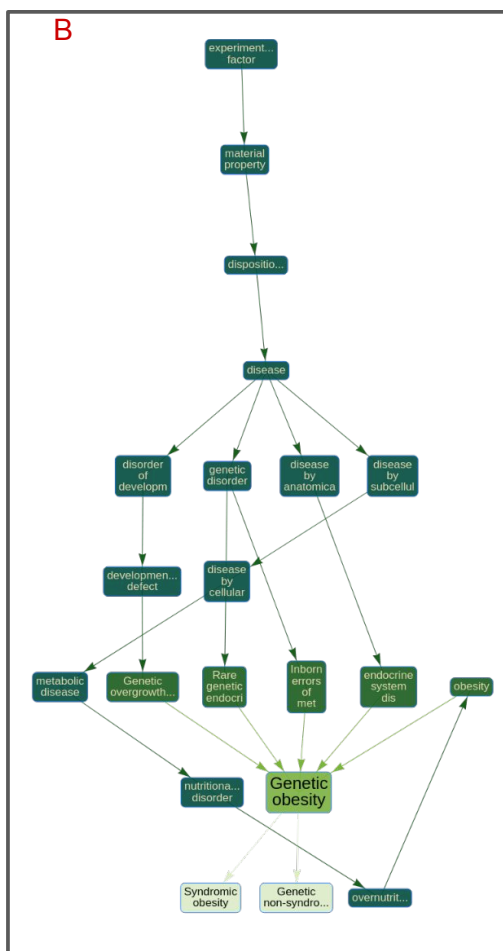 B
experiment...
factor
material
property
dispositio...
disease
disorder
of
developm
genetic
disorder
disease
by
anatomica
disease
by
subcellul
developmen...
defect
disease
by
cellular
metabolic
disease
Genetic
overgrowth...
Rare
genetic
endocri
Inborn
errors
of
met
endocrine
system
dis
obesity
nutritiona...
disorder
Genetic
obesity
Syndromic
obesity
Genetic
non-syndro...
overnutrit...